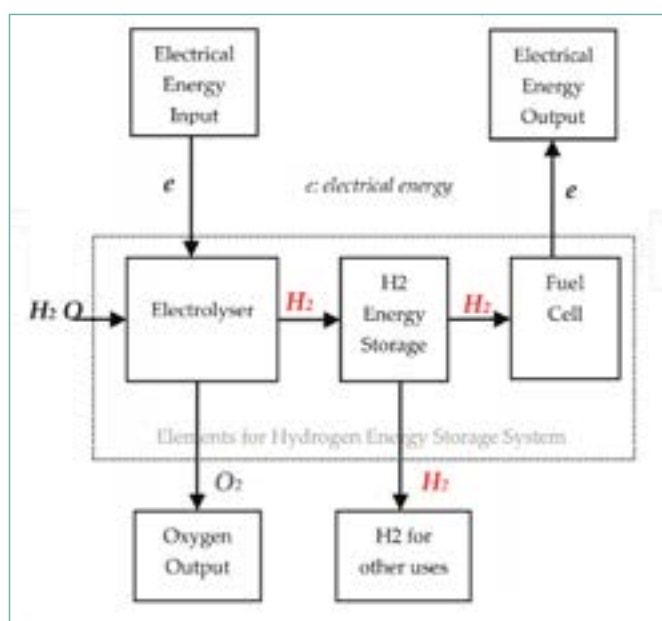 Electrical
Energy
Input
Electrical
Energy
Output
e
e: electrical energy
e
H₂ O
Electrolyser
H₂
H2
Energy
Storage
H₂
Fuel
Cell
Elements for Hydrogen Energy Storage System
O₂
H₂
Oxygen
Output
H2 for
other uses